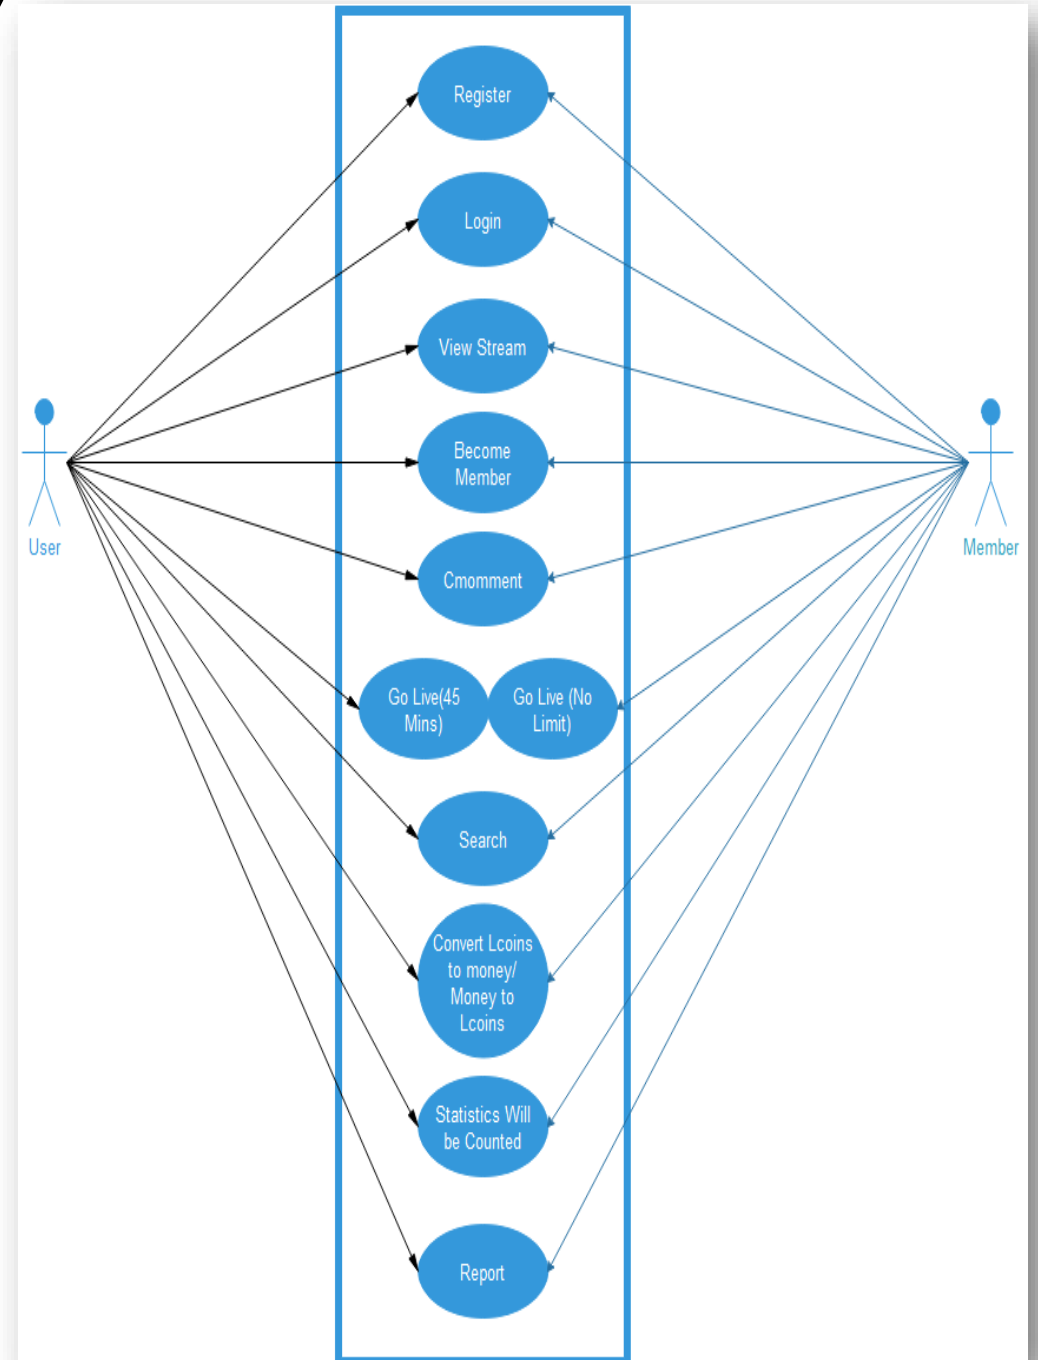 Register
Login
View Stream
Become
Member
User
Member
Cmomment
Go Live(45
Mins)
Go Live (No
Limit)
Search
Convert Lcoins
to money/
Money to
Lcoins
Statistics Will
be Counted
Report